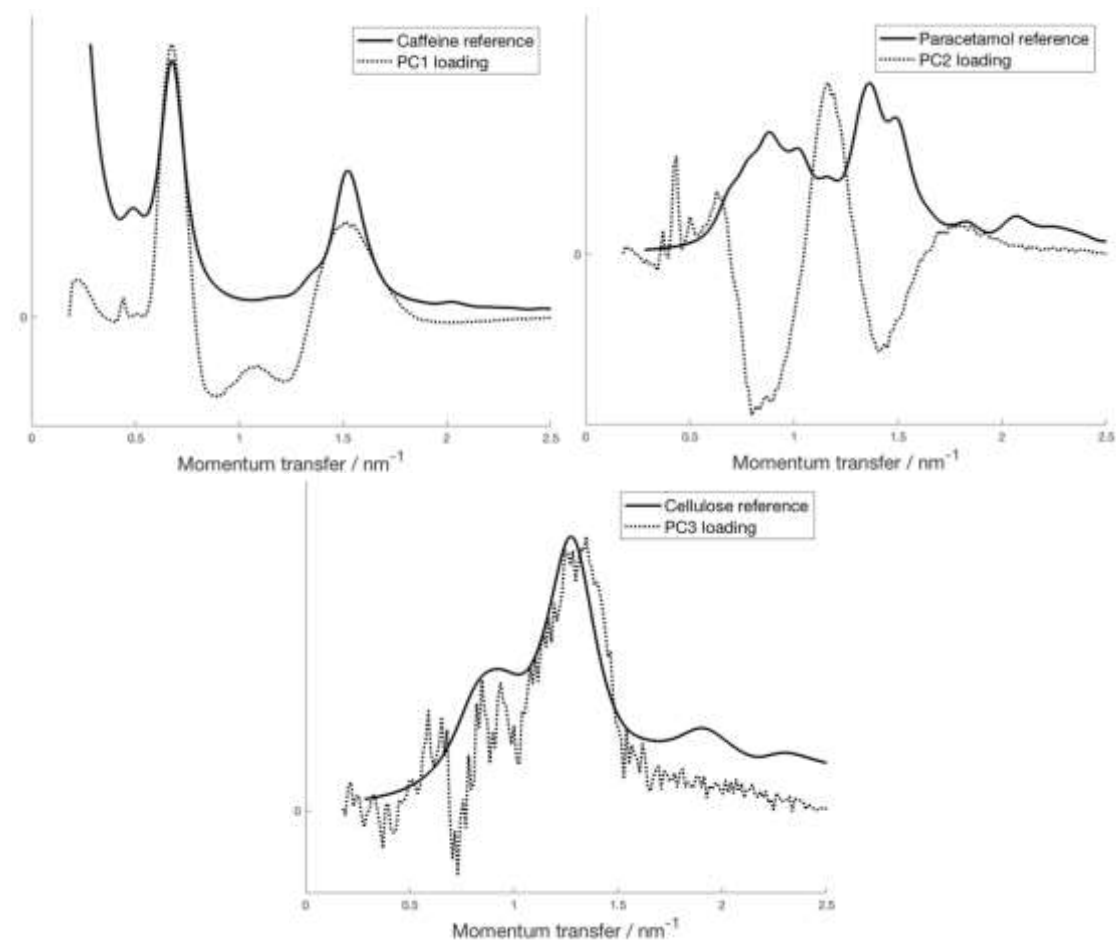 Caffeine reference
PC1 loading
0
0 0.5 1 1.5 2 2.5
Momentum transfer / nm⁻¹
Paracetamol reference
PC2 loading
0
0 0.5 1 1.5 2 2.5
Momentum transfer / nm⁻¹
Cellulose reference
PC3 loading
0
0 0.5 1 1.5 2 2.5
Momentum transfer / nm⁻¹